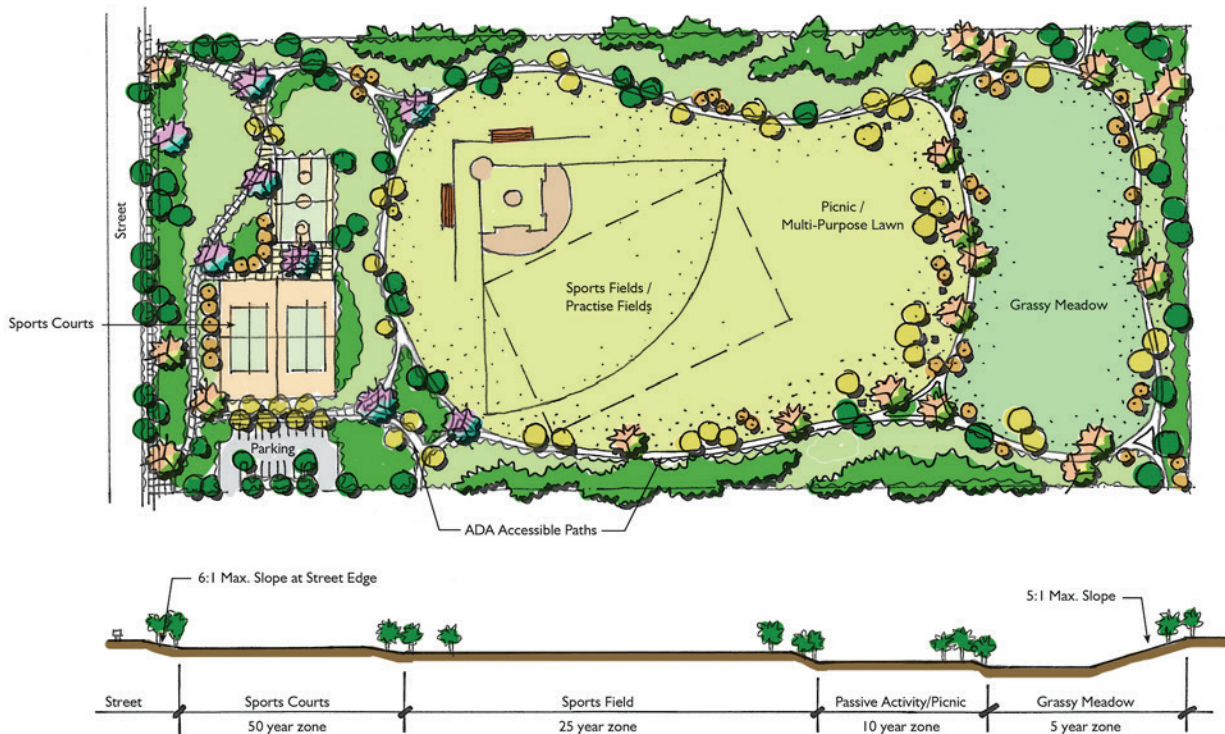 Street
Sports Courts
Parking
Sports Fields /
Practise Fields
Picnic /
Multi-Purpose Lawn
Grassy Meadow
ADA Accessible Paths
6:1 Max. Slope at Street Edge
5:1 Max. Slope
Street
Sports Courts
Sports Field
Passive Activity/Picnic
Grassy Meadow
50 year zone
25 year zone
10 year zone
5 year zone